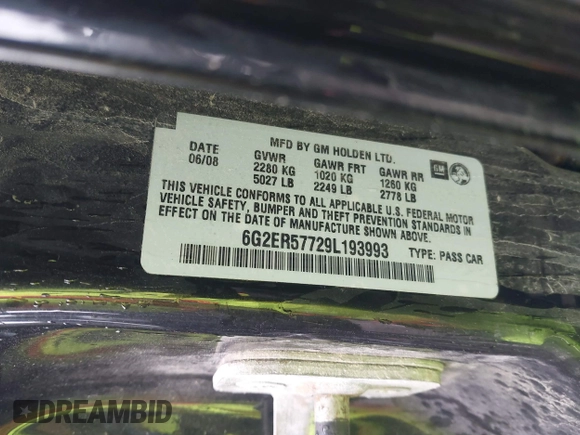 MFD BY GM HOLDEN LTD.
DATE GVWR GAWR FRT GAWR RR
06/08 2280 KG 1020 KG 1260 KG
5027 LB 2249 LB 2778 LB
GM
THIS VEHICLE CONFORMS TO ALL APPLICABLE U.S. FEDERAL MOTOR
VEHICLE SAFETY, BUMPER AND THEFT PREVENTION STANDARDS IN
EFFECT ON THE DATE OF MANUFACTURE SHOWN ABOVE.
6G2ER57729L193993 TYPE: PASS CAR
DREAMBID